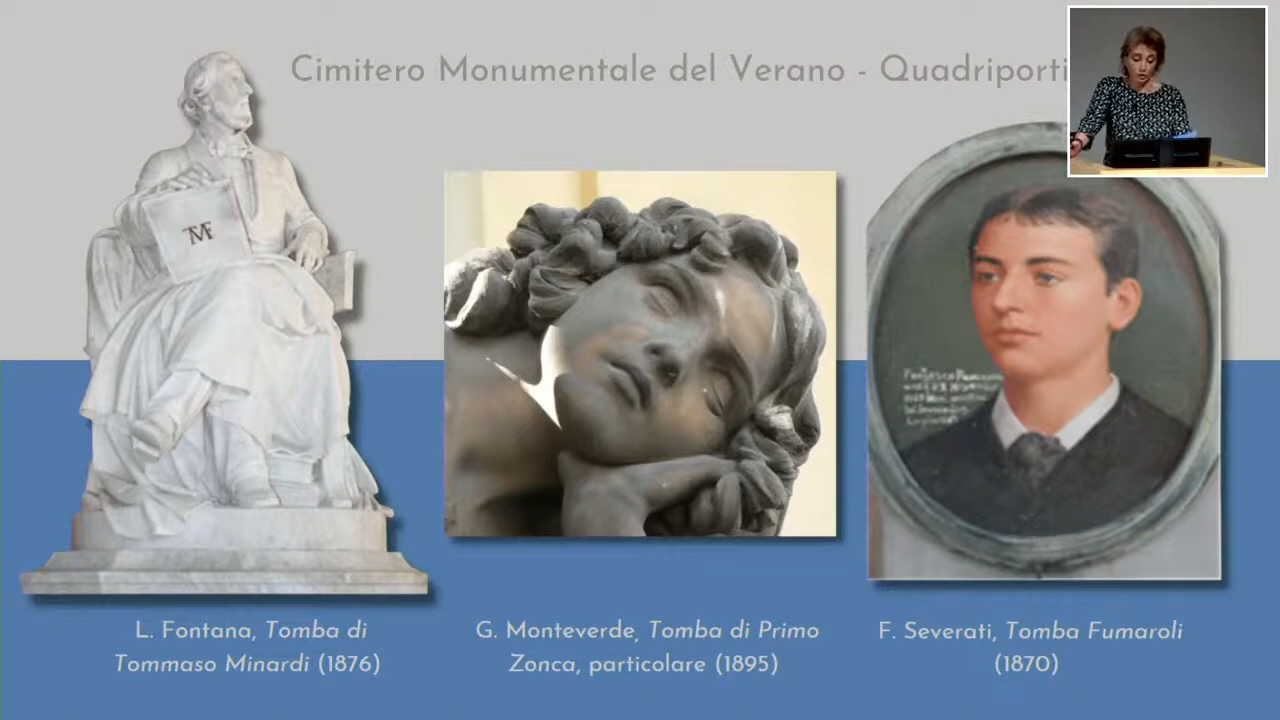 Cimitero Monumentale del Verano - Quadriporti
TM
L. Fontana, Tomba di
Tommaso Minardi (1876)
G. Monteverde, Tomba di Primo
Zonca, particolare (1895)
F. Severati, Tomba Fumaroli
(1870)